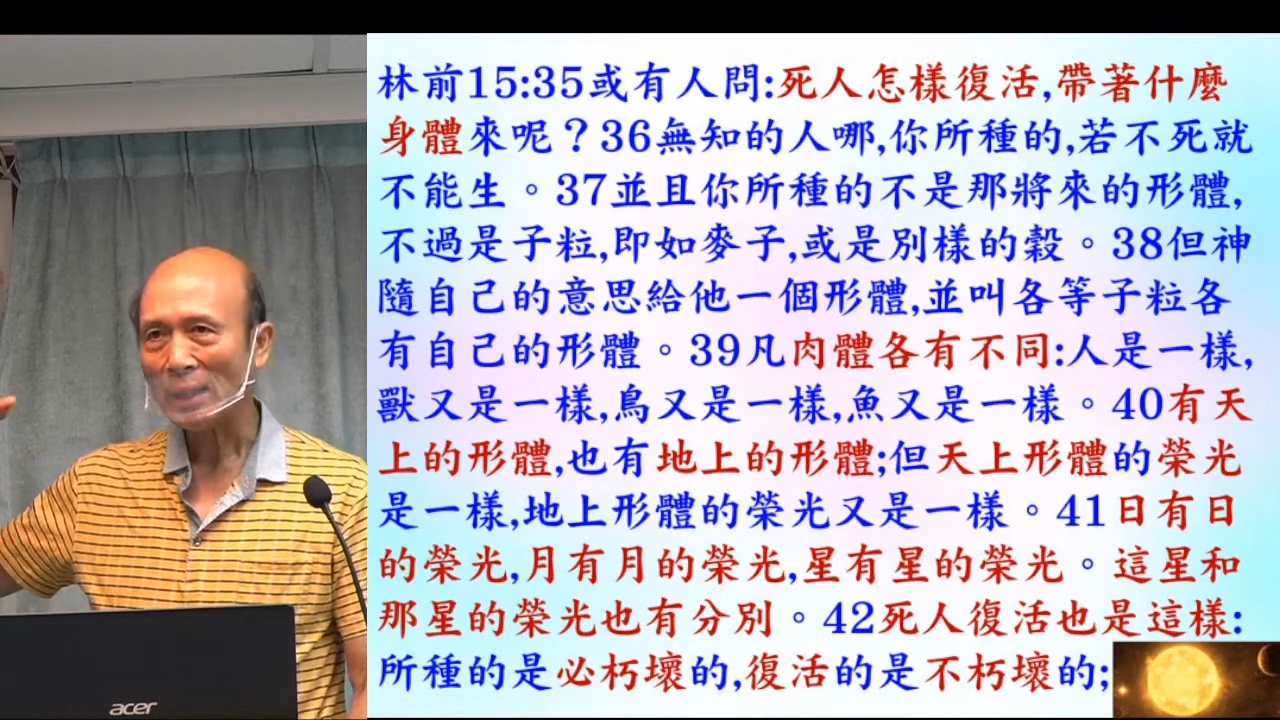 林前15:35或有人問:死人怎樣復活,帶著什麼
身體來呢？36無知的人哪,你所種的,若不死就
不能生。37並且你所種的不是那將來的形體,
不過是子粒,即如麥子,或是別樣的穀。38但神
隨自己的意思給他一個形體,並叫各等子粒各
有自己的形體。39凡肉體各有不同:人是一樣,
獸又是一樣,鳥又是一樣,魚又是一樣。40有天
上的形體,也有地上的形體;但天上形體的榮光
是一樣,地上形體的榮光又是一樣。41日有日
的榮光,月有月的榮光,星有星的榮光。這星和
那星的榮光也有分別。42死人復活也是這樣:
所種的是必朽壞的,復活的是不朽壞的;
acer